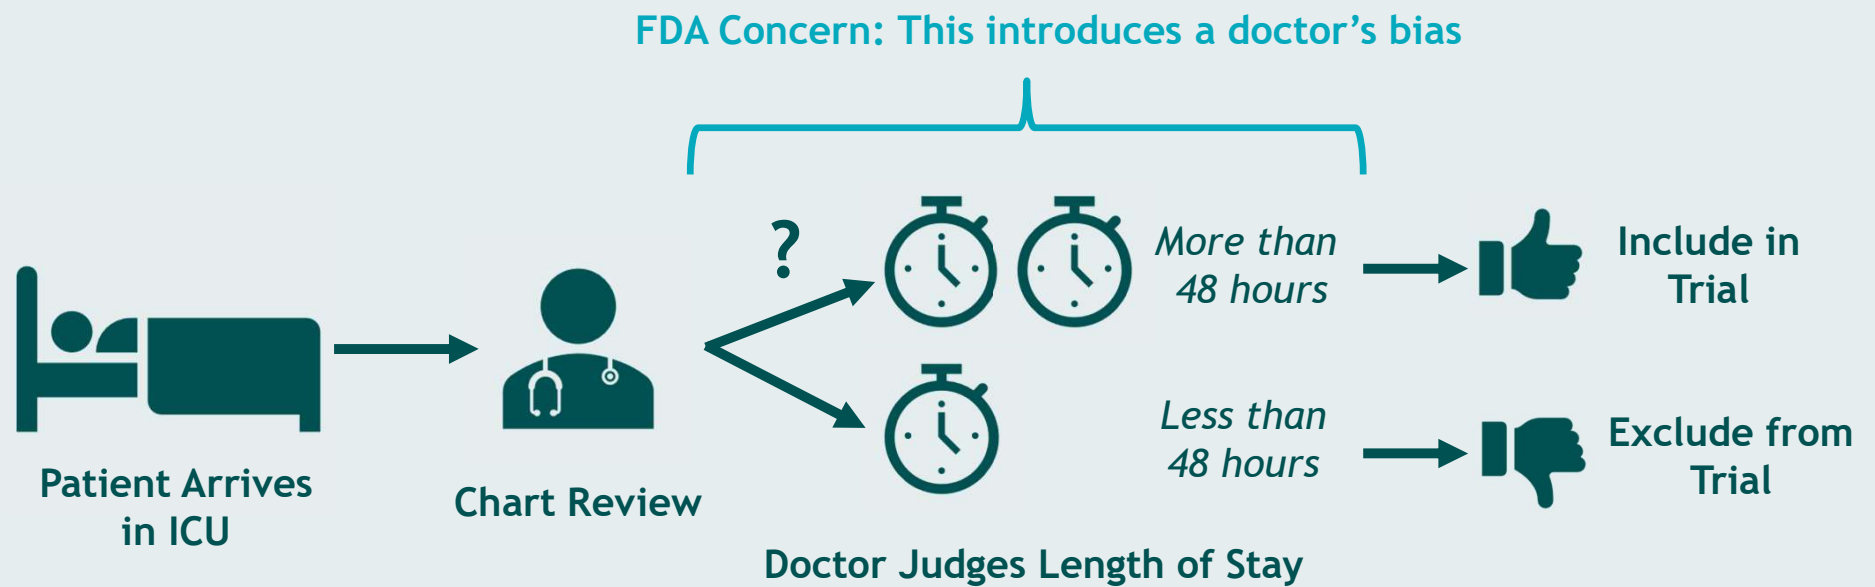 FDA Concern: This introduces a doctor’s bias
?
More than
48 hours
Include in
Trial
Less than
48 hours
Exclude from
Trial
Patient Arrives
in ICU
Chart Review
Doctor Judges Length of Stay